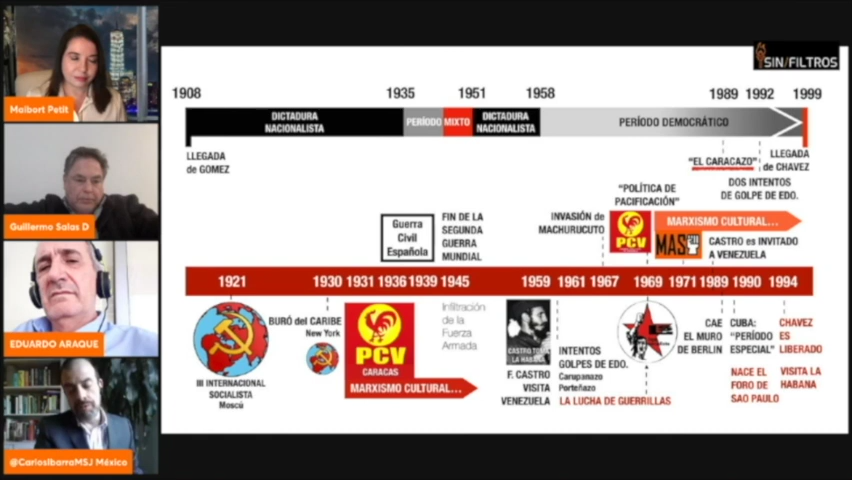 Maibort Petit
Guillermo Salas D
EDUARDO ARAQUE
@CarlosIbarraMSJ México
SIN/FILTROS
1908 1935 1951 1958 1989 1992 1999
DICTADURA
NACIONALISTA
PERÍODO MIXTO
DICTADURA
NACIONALISTA
PERÍODO DEMOCRÁTICO
LLEGADA
de GOMEZ
"EL CARACAZO"
LLEGADA
de CHAVEZ
DOS INTENTOS
DE GOLPE DE EDO.
Guerra
Civil
Española
FIN DE LA
SEGUNDA
GUERRA
MUNDIAL
INVASIÓN de
MACHURUCUTO
"POLÍTICA DE
PACIFICACIÓN"
PCV
MARXISMO CULTURAL...
MAS
CASTRO es INVITADO
A VENEZUELA
1921 1930 1931 1936 1939 1945 1959 1961 1967 1969 1971 1989 1990 1994
III INTERNACIONAL
SOCIALISTA
Moscú
BURÓ del CARIBE
New York
PCV
CARACAS
MARXISMO CULTURAL...
Infiltración
de la
Fuerza
Armada
CASTRO TOMA
LA HABANA
F. CASTRO
VISITA
VENEZUELA
INTENTOS
GOLPES DE EDO.
Carupanazo
Porteñazo
LA LUCHA DE GUERRILLAS
CAE
EL MURO
DE BERLIN
CUBA:
"PERÍODO
ESPECIAL"
NACE EL
FORO DE
SAO PAULO
CHAVEZ
ES
LIBERADO
VISITA LA
HABANA